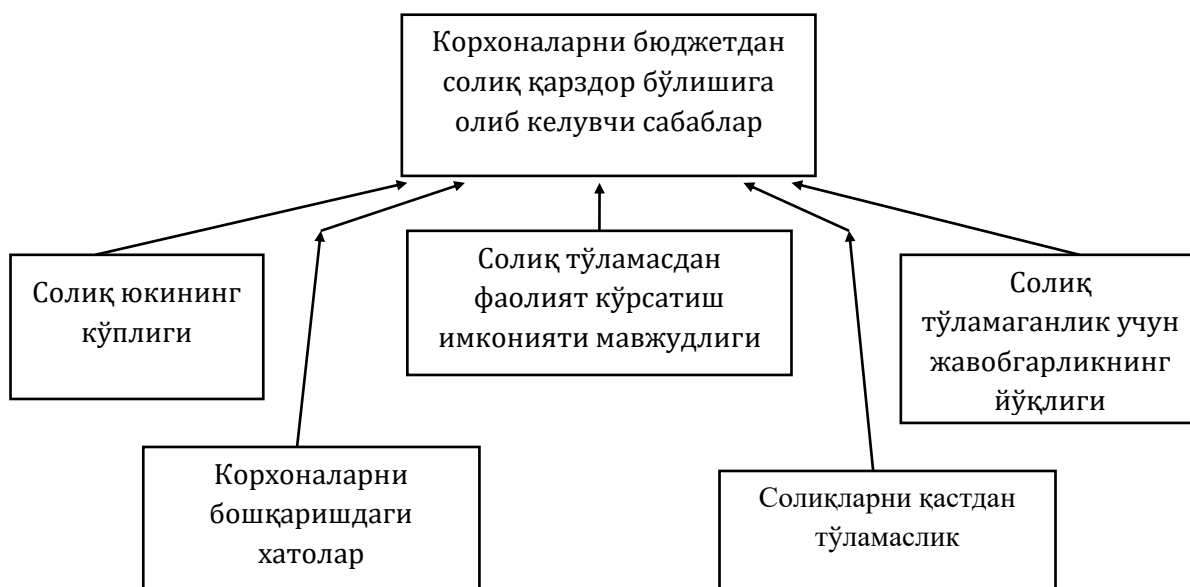 Корхоналарни бюджетдан
солиқ қарздор бўлишига
олиб келувчи сабаблар
Солиқ юкининг
кўплиги
Солиқ тўламасдан
фаолият кўрсатиш
имконияти мавжудлиги
Солиқ
тўламаганлик учун
жавобгарликнинг
йўқлиги
Корхоналарни
бошқаришдаги
хатолар
Солиқларни қастдан
тўламаслик